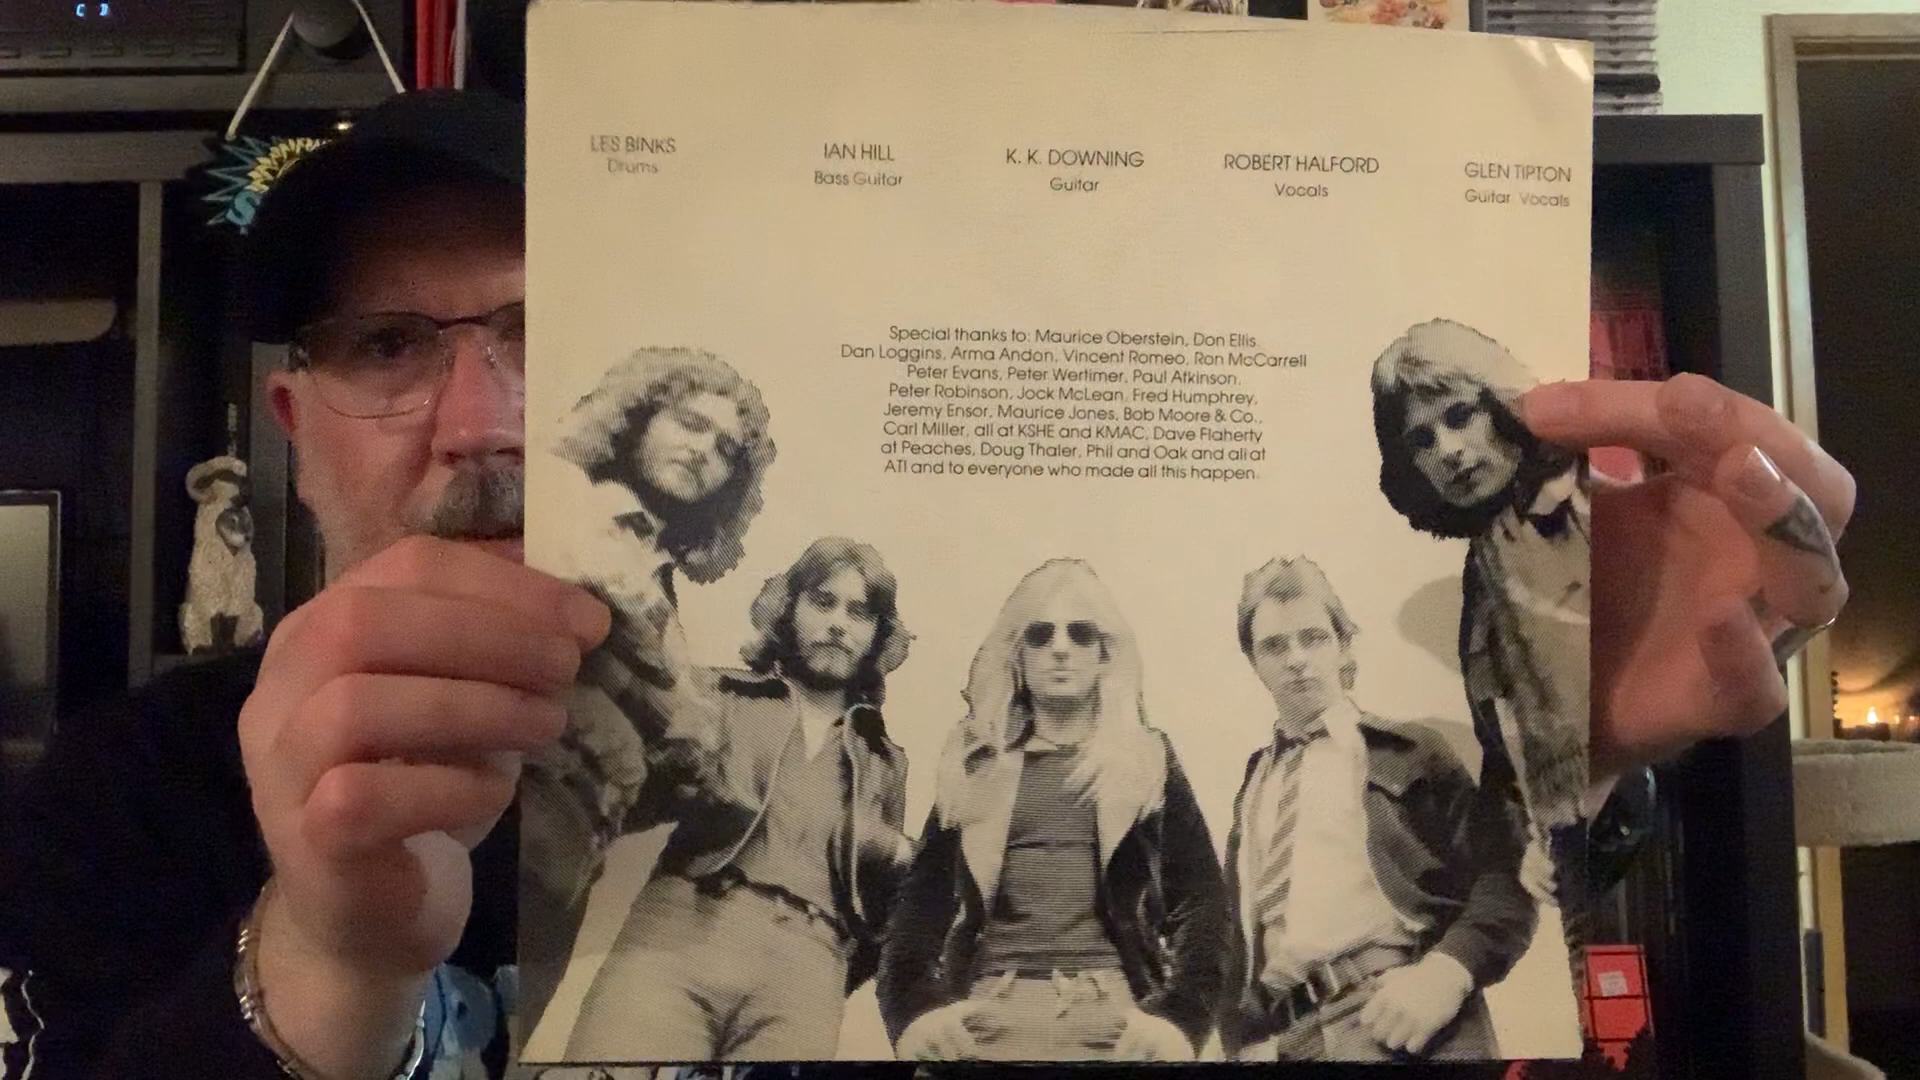 LES BINKS
Drums
IAN HILL
Bass Guitar
K. K. DOWNING
Guitar
ROBERT HALFORD
Vocals
GLEN TIPTON
Guitar Vocals
Special thanks to: Maurice Oberstein, Don Ellis,
Dan Loggins, Arma Andon, Vincent Romeo, Ron McCarrell
Peter Evans, Peter Wertimer, Paul Atkinson,
Peter Robinson, Jock McLean, Fred Humphrey,
Jeremy Ensor, Maurice Jones, Bob Moore & Co.,
Carl Miller, all at KSHE and KMAC, Dave Flaherty
at Peaches, Doug Thaler, Phil and Oak and all at
ATI and to everyone who made all this happen.